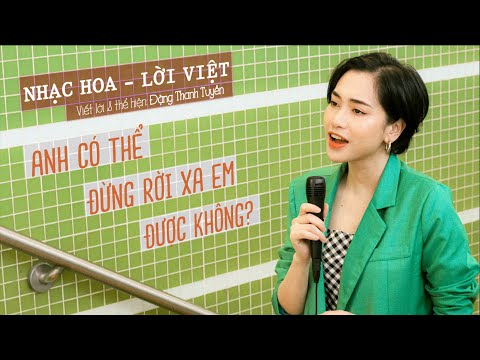 NHẠC HOA – LỜI VIỆT
Viết lời & thể hiện: Đặng Thanh Tuyền
ANH CÓ THỂ
ĐỪNG RỜI XA EM
ĐƯỢC KHÔNG?